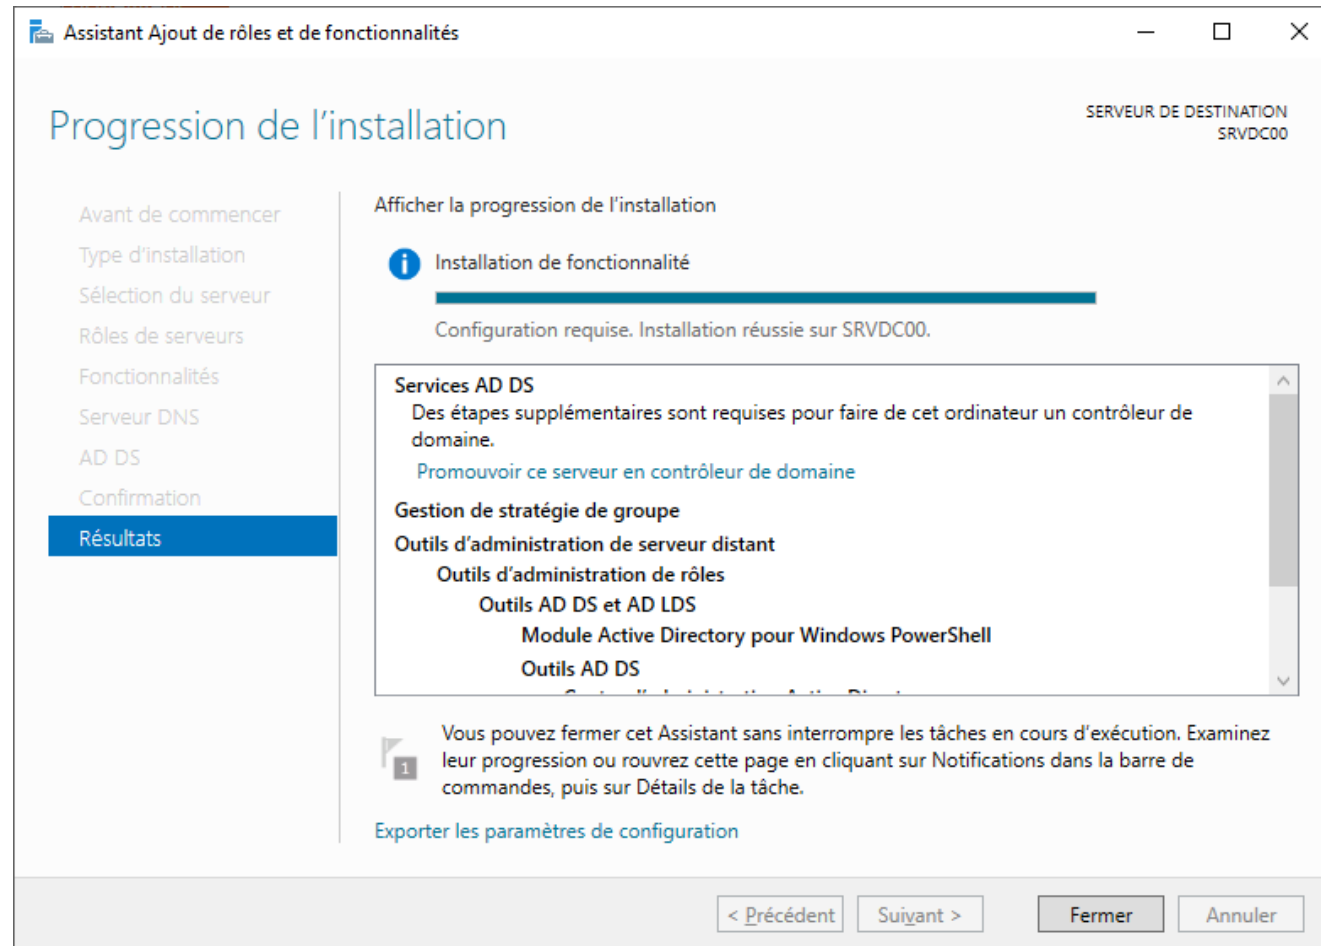 Assistant Ajout de rôles et de fonctionnalités
Progression de l'installation
SERVEUR DE DESTINATION
SRVDC00
Avant de commencer
Type d'installation
Sélection du serveur
Rôles de serveurs
Fonctionnalités
Serveur DNS
AD DS
Confirmation
Résultats
Afficher la progression de l'installation
Installation de fonctionnalité
Configuration requise. Installation réussie sur SRVDC00.
Services AD DS
Des étapes supplémentaires sont requises pour faire de cet ordinateur un contrôleur de
domaine.
Promouvoir ce serveur en contrôleur de domaine
Gestion de stratégie de groupe
Outils d'administration de serveur distant
Outils d'administration de rôles
Outils AD DS et AD LDS
Module Active Directory pour Windows PowerShell
Outils AD DS
1
Vous pouvez fermer cet Assistant sans interrompre les tâches en cours d'exécution. Examinez
leur progression ou rouvrez cette page en cliquant sur Notifications dans la barre de
commandes, puis sur Détails de la tâche.
Exporter les paramètres de configuration
< Précédent
Suivant >
Fermer
Annuler